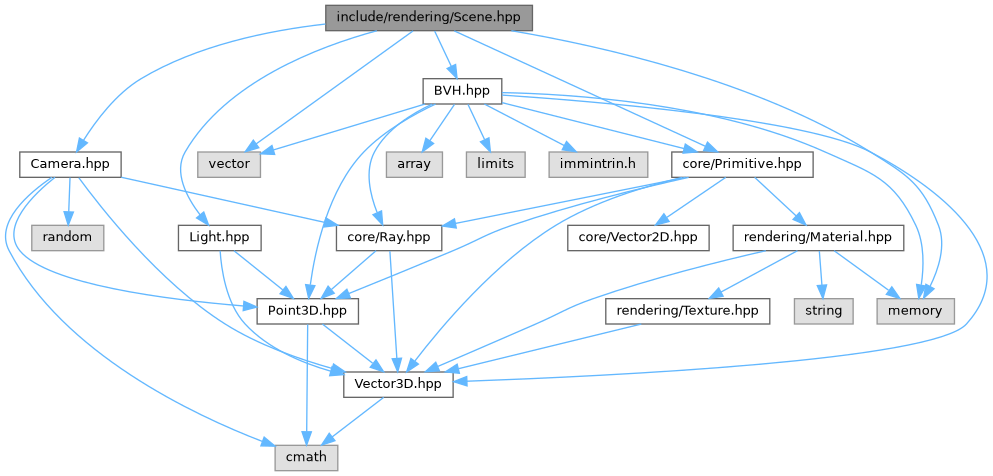 include/rendering/Scene.hpp
BVH.hpp
Camera.hpp
vector
array
limits
immintrin.h
core/Primitive.hpp
random
Light.hpp
core/Ray.hpp
core/Vector2D.hpp
rendering/Material.hpp
Point3D.hpp
rendering/Texture.hpp
string
memory
Vector3D.hpp
cmath